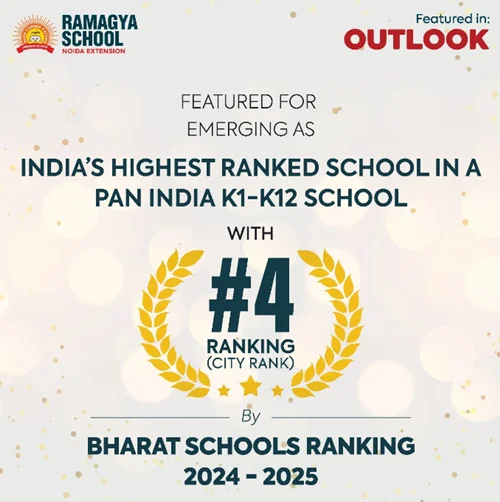 RAMAGYA
SCHOOL
NOIDA EXTENSION
Featured in:
OUTLOOK
FEATURED FOR
EMERGING AS
INDIA'S HIGHEST RANKED SCHOOL IN A
PAN INDIA K1-K12 SCHOOL
WITH
#4
RANKING
(CITY RANK)
By
BHARAT SCHOOLS RANKING
2024 - 2025